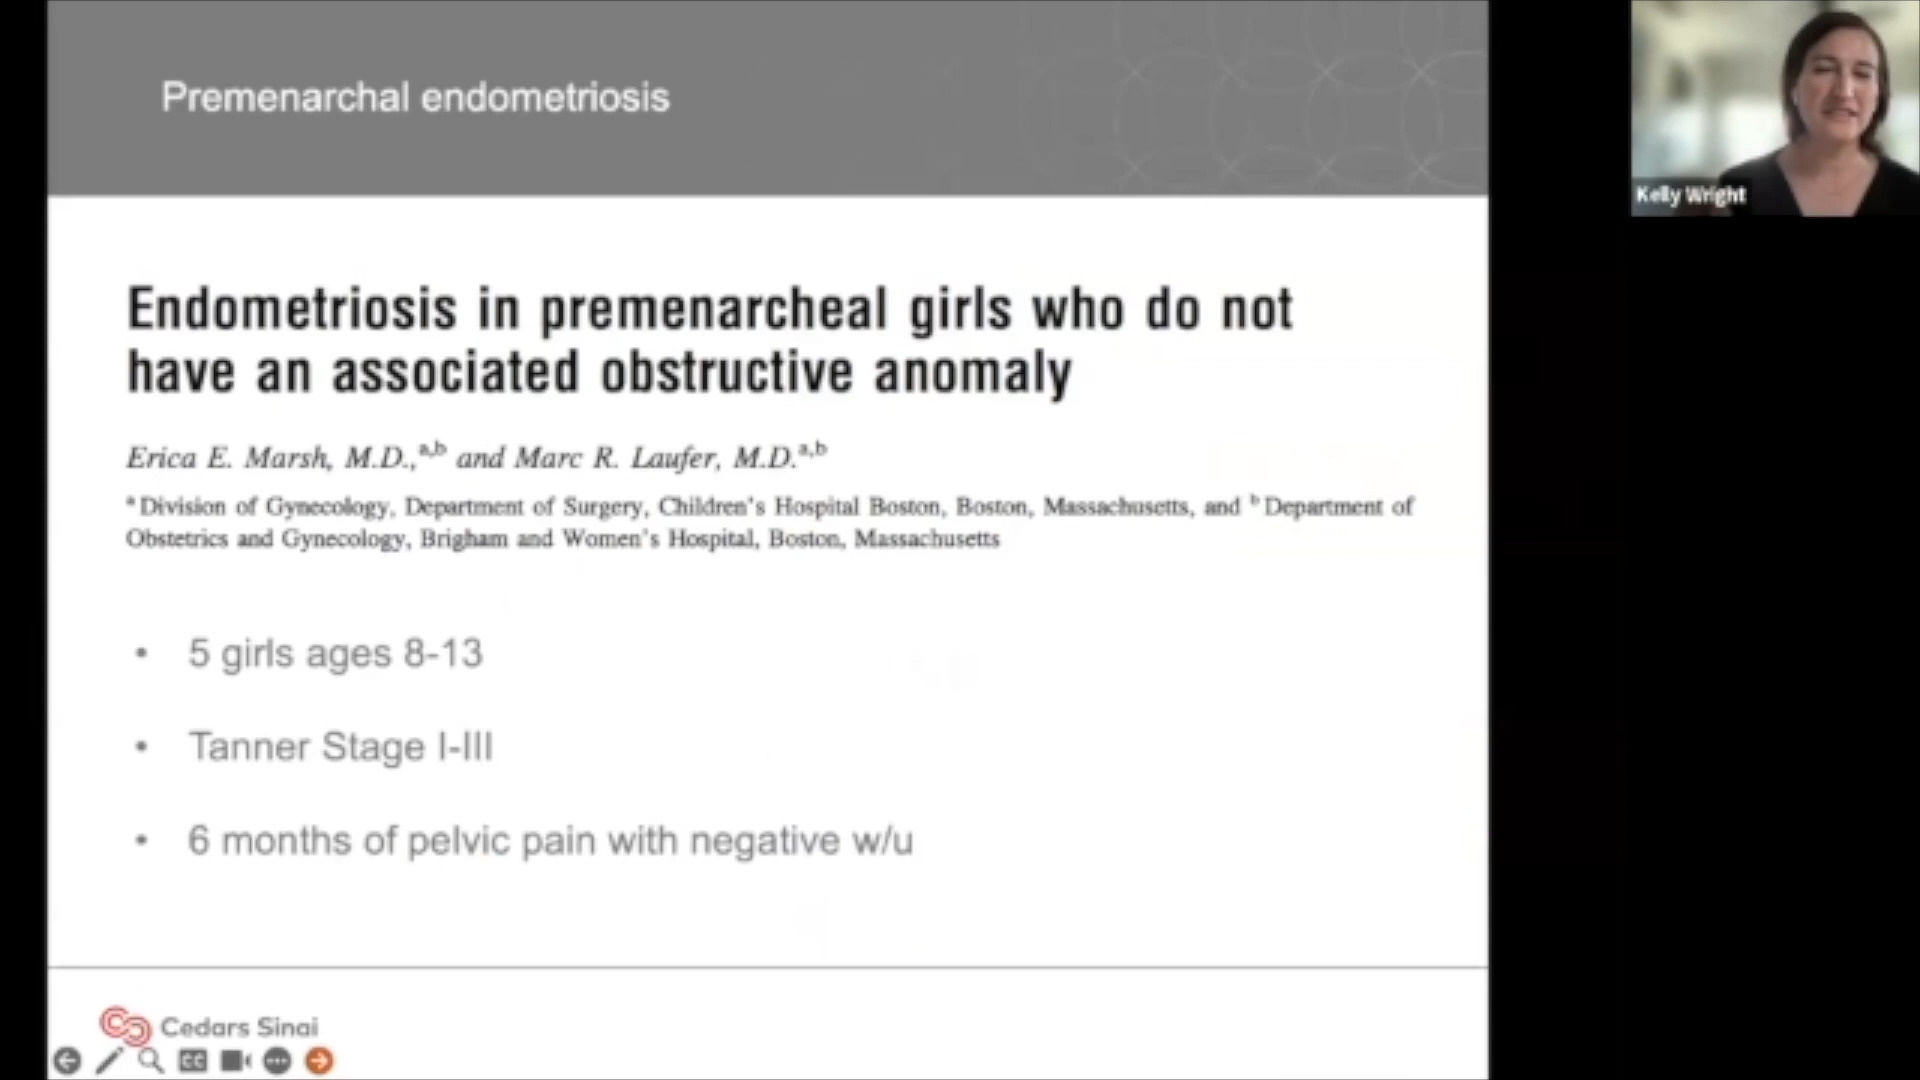 Premenarchal endometriosis
Kelly Wright
Endometriosis in premenarcheal girls who do not
have an associated obstructive anomaly
Erica E. Marsh, M.D.,a,b and Marc R. Laufer, M.D.a,b
a Division of Gynecology, Department of Surgery, Children's Hospital Boston, Boston, Massachusetts, and b Department of
Obstetrics and Gynecology, Brigham and Women's Hospital, Boston, Massachusetts
• 5 girls ages 8-13
• Tanner Stage I-III
• 6 months of pelvic pain with negative w/u
Cedars Sinai
CC